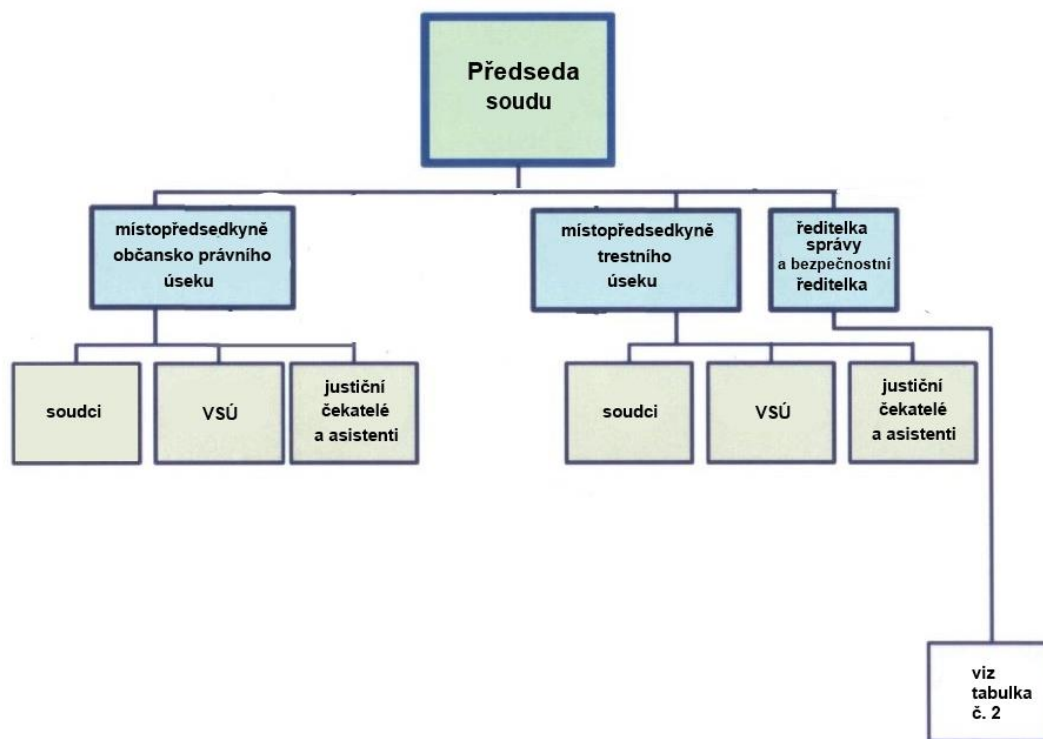 Předseda
soudu
místopředsedkyně
občansko právního
úseku
místopředsedkyně
trestního
úseku
ředitelka
správy
a bezpečnostní
ředitelka
soudci
VSÚ
justiční
čekatelé
a asistenti
soudci
VSÚ
justiční
čekatelé
a asistenti
viz
tabulka
č. 2